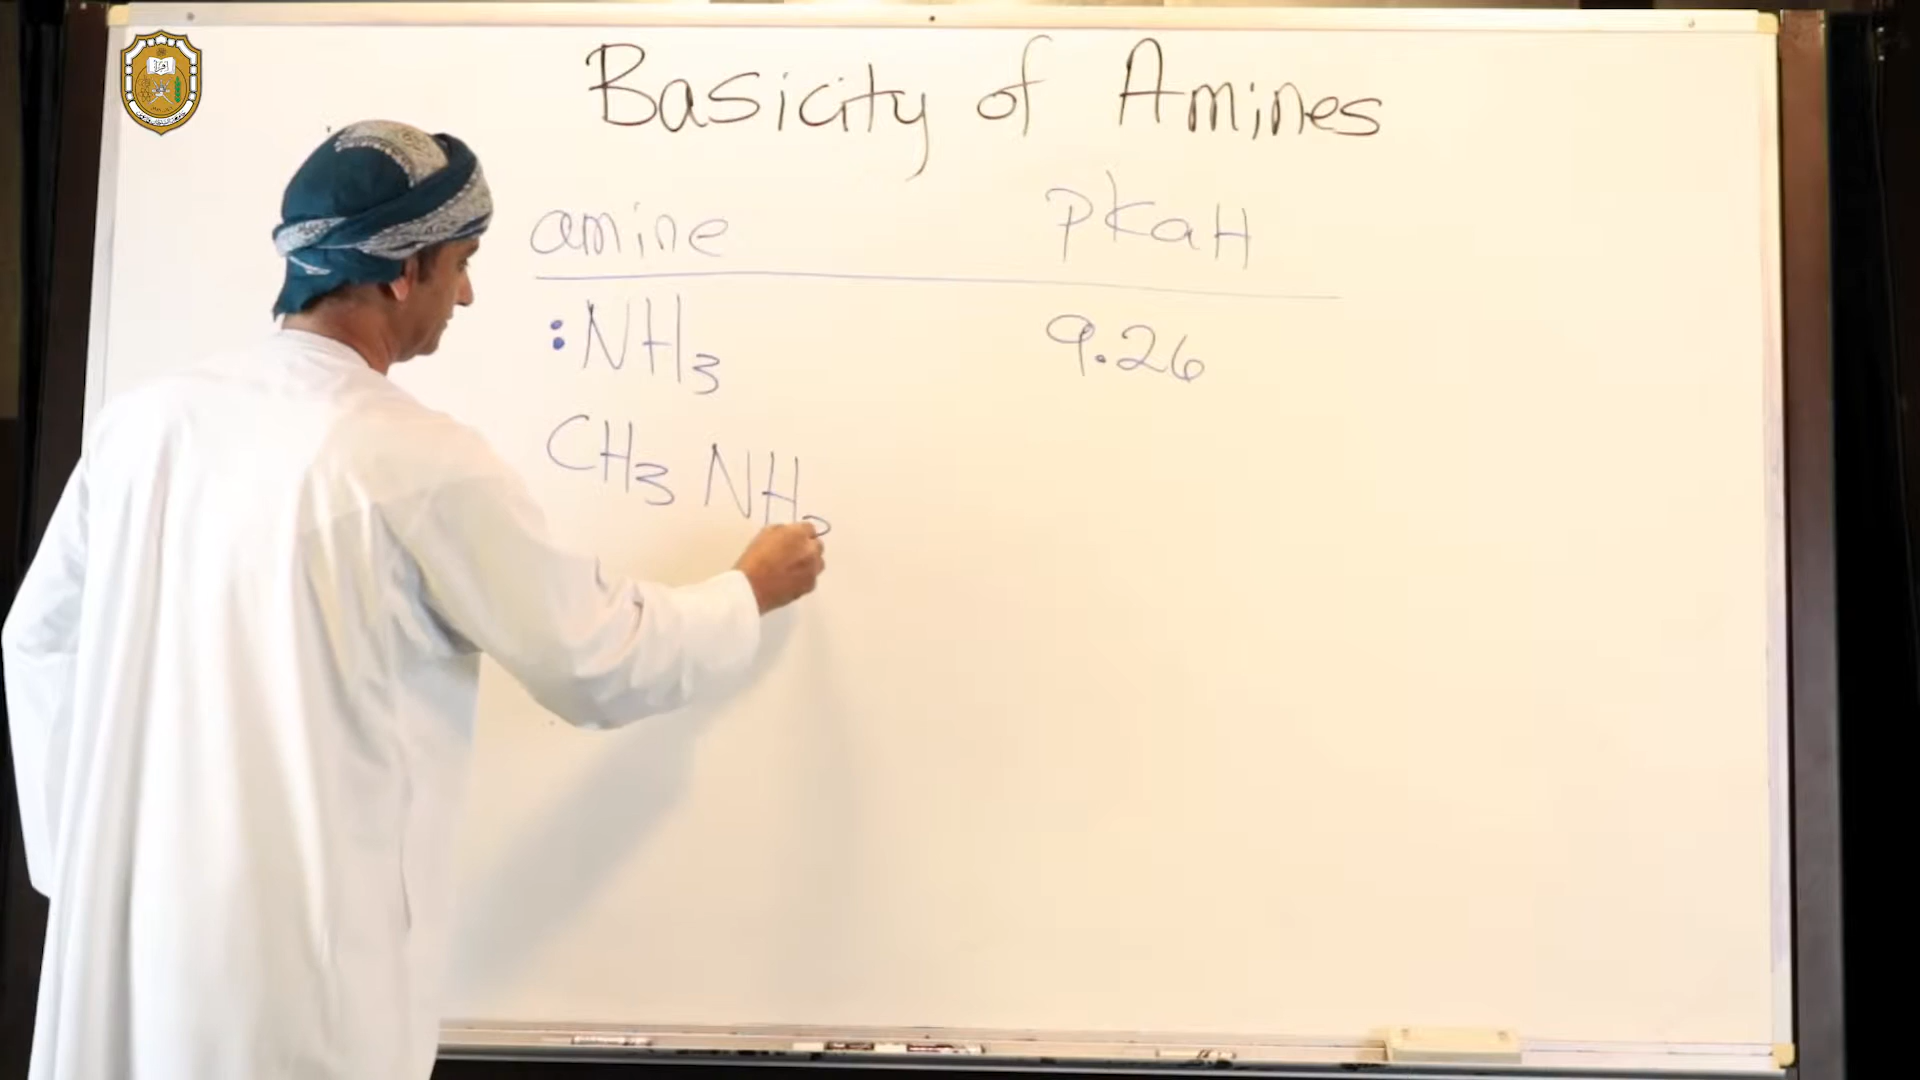 Basicity of Amines
amine pKaH
:NH3 9.26
CH3 NH2